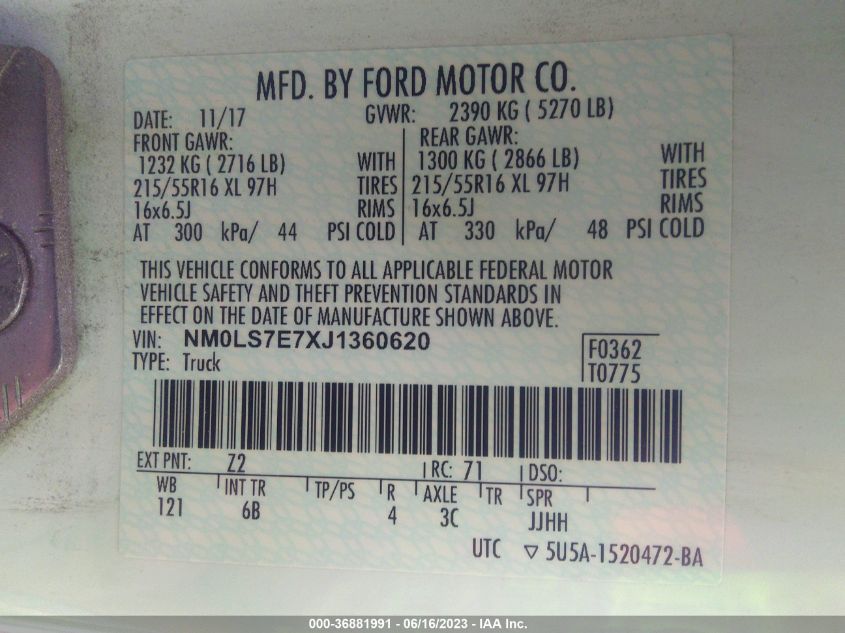 MFD. BY FORD MOTOR CO.
DATE: 11/17 GVWR: 2390 KG ( 5270 LB)
FRONT GAWR: REAR GAWR:
1232 KG ( 2716 LB) WITH 1300 KG ( 2866 LB) WITH
215/55R16 XL 97H TIRES 215/55R16 XL 97H TIRES
16x6.5J RIMS 16x6.5J RIMS
AT 300 kPa/ 44 PSI COLD AT 330 kPa/ 48 PSI COLD
THIS VEHICLE CONFORMS TO ALL APPLICABLE FEDERAL MOTOR
VEHICLE SAFETY AND THEFT PREVENTION STANDARDS IN
EFFECT ON THE DATE OF MANUFACTURE SHOWN ABOVE.
VIN: NM0LS7E7XJ1360620
TYPE: Truck
F0362
T0775
EXT PNT: Z2 RC: 71 DSO:
WB INT TR TP/PS R AXLE TR SPR
121 6B 4 3C JJHH
UTC ▽ 5U5A-1520472-BA
000-36881991 - 06/16/2023 - IAA Inc.